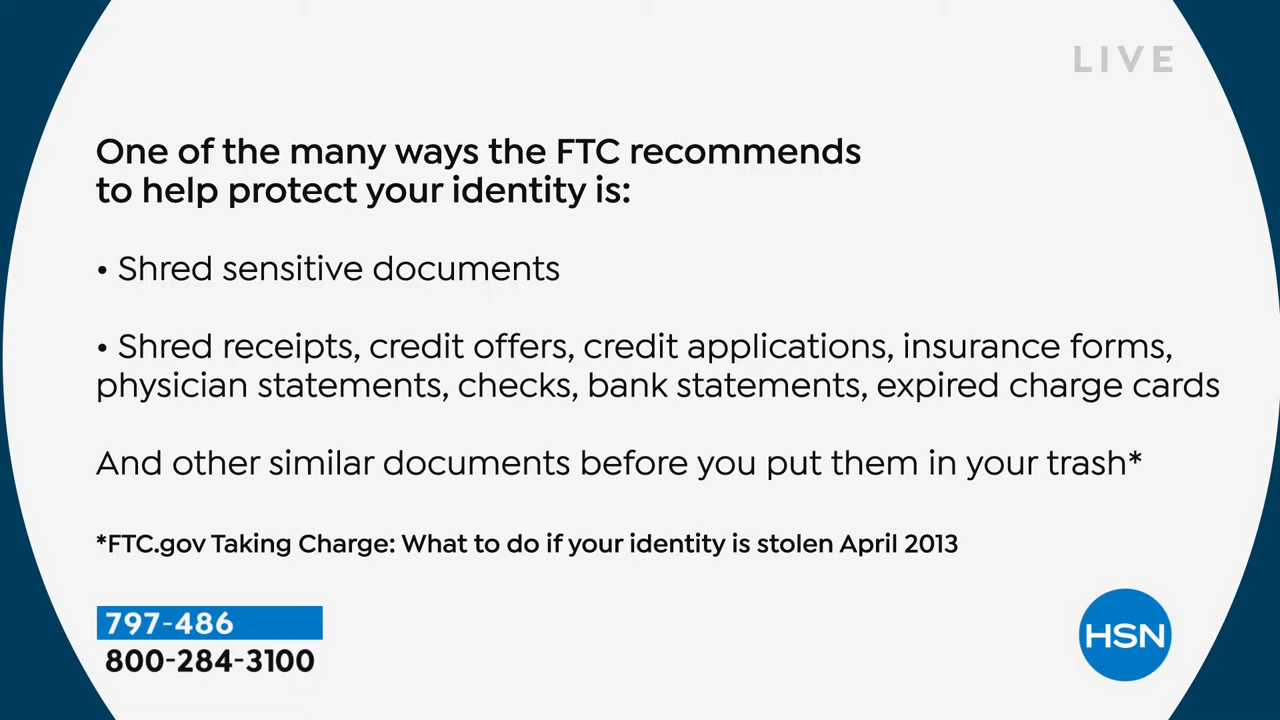 LIVE
One of the many ways the FTC recommends
to help protect your identity is:
• Shred sensitive documents
• Shred receipts, credit offers, credit applications, insurance forms,
physician statements, checks, bank statements, expired charge cards
And other similar documents before you put them in your trash*
*FTC.gov Taking Charge: What to do if your identity is stolen April 2013
797-486
800-284-3100
HSN